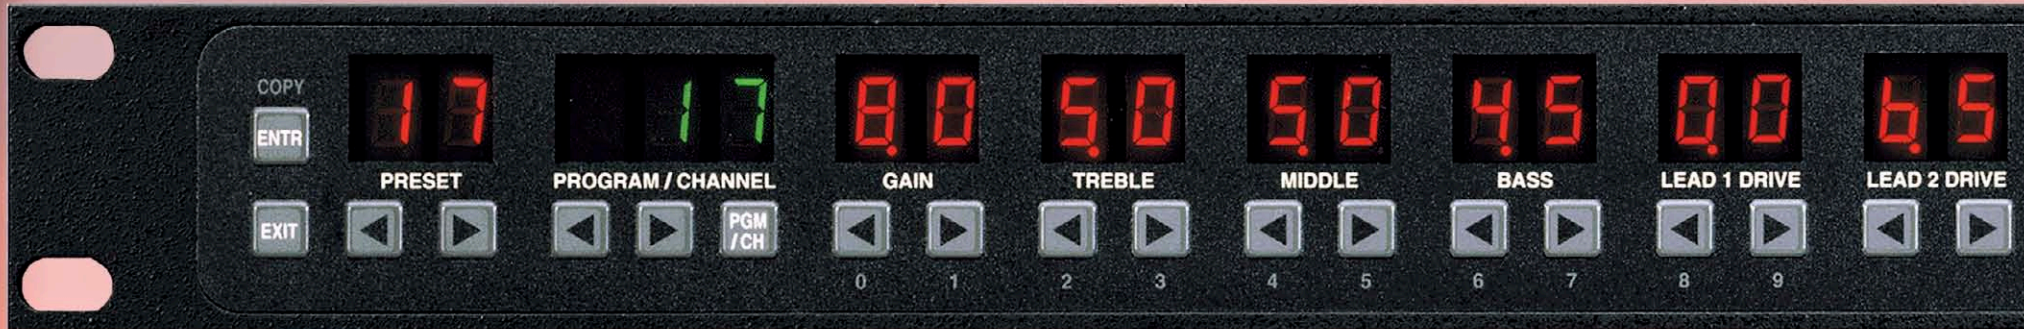 COPY
17 17 8.0 5.0 5.0 4.5 0.0 6.5
ENTR
PRESET PROGRAM / CHANNEL GAIN TREBLE MIDDLE BASS LEAD 1 DRIVE LEAD 2 DRIVE
EXIT PGM
/ CH
0 1 2 3 4 5 6 7 8 9